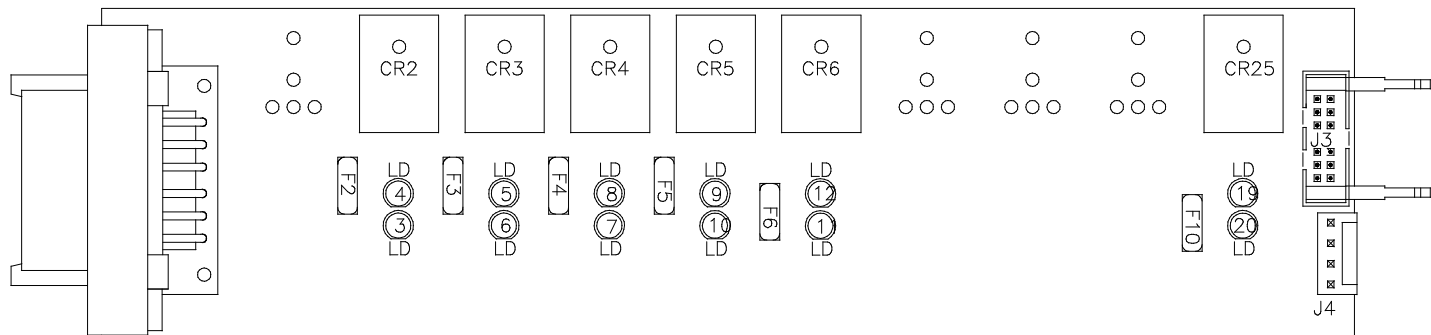 CR2 CR3 CR4 CR5 CR6 CR25
J3
LD LD LD LD LD LD
F2 F3 F4 F5 F6 F10
4 5 8 9 12 19
3 6 7 10 11 20
LD LD LD LD LD LD
J4